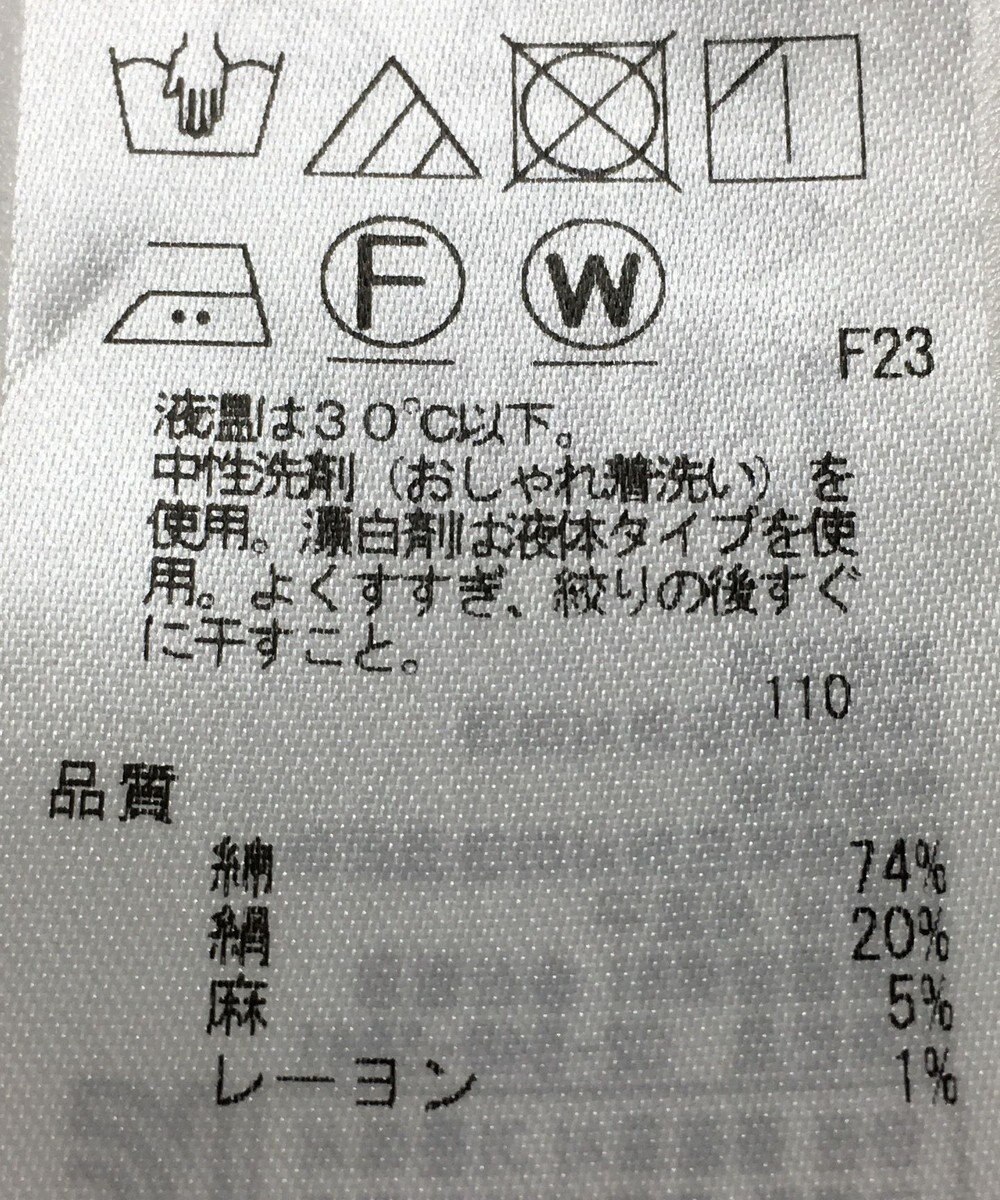 F W
F23
液温は30℃以下。
中性洗剤（おしゃれ着洗い）を
使用。漂白剤は液体タイプを使
用。よくすすぎ、絞りの後すぐ
に干すこと。
110
品質
綿 74%
絹 20%
麻 5%
レーヨン 1%